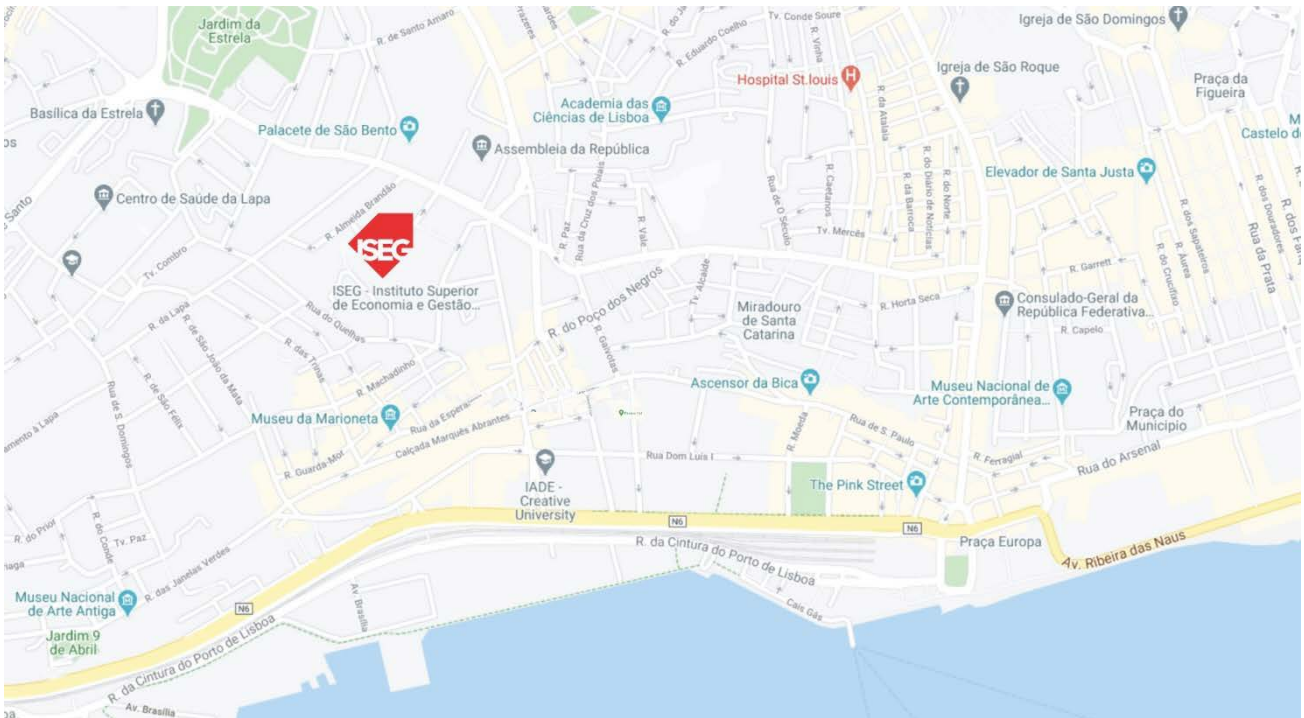 Jardim da
Estrela
R. de Santo Amaro
R. Eduardo Coelho
Tv. Conde Soure
R. Vinha
Igreja de São Domingos
Hospital St.louis
Igreja de São Roque
Praça da
Figueira
Basílica da Estrela
Palacete de São Bento
Academia das
Ciências de Lisboa
R. da Atalaia
Castelo de
Assembleia da República
Elevador de Santa Justa
R. do Diário de Notícias
R. do Norte
R. da Barroca
R. Caetanos
Rua de O Século
Centro de Saúde da Lapa
R. Almeida Brandão
Rua da Cruz dos Poiais
R. Paz
R. Vale
Tv. Mercês
R. dos Sapateiros
R. Áurea
R. do Crucifixo
R. dos Douradores
Rua da Prata
Santo
ISEG
Tv. Combro
ISEG - Instituto Superior
de Economia e Gestão...
R. do Poço dos Negros
Tv. Alcaide
R. Garrett
Miradouro
de Santa
Catarina
R. Horta Seca
Consulado-Geral da
República Federativa...
R. Capelo
R. da Lapa
Rua do Quelhas
R. de São João da Mata
R. das Trinas
R. Gaivotas
R. Machadinho
Ascensor da Bica
Museu Nacional de
Arte Contemporânea...
Rua de S. Domingos
R. de São Félix
Museu da Marioneta
Rua da Esperan
Calçada Marquês Abrantes
R. Moeda
Rua de S. Paulo
Praça do
Município
amento à Lapa
R. Guarda-Mor
Rua Dom Luís I
R. Ferragial
Rua do Arsenal
IADE -
Creative
University
The Pink Street
N6
N6
R. do Prior
R. do Conde
Tv. Paz
R. da Cintura do Porto de Lisboa
Praça Europa
Av. Ribeira das Naus
R. das Janelas Verdes
Museu Nacional
de Arte Antiga
N6
Av. Brasília
Cais Gás
Jardim 9
de Abril
R. da Cintura do Porto de Lisboa
Av. Brasília